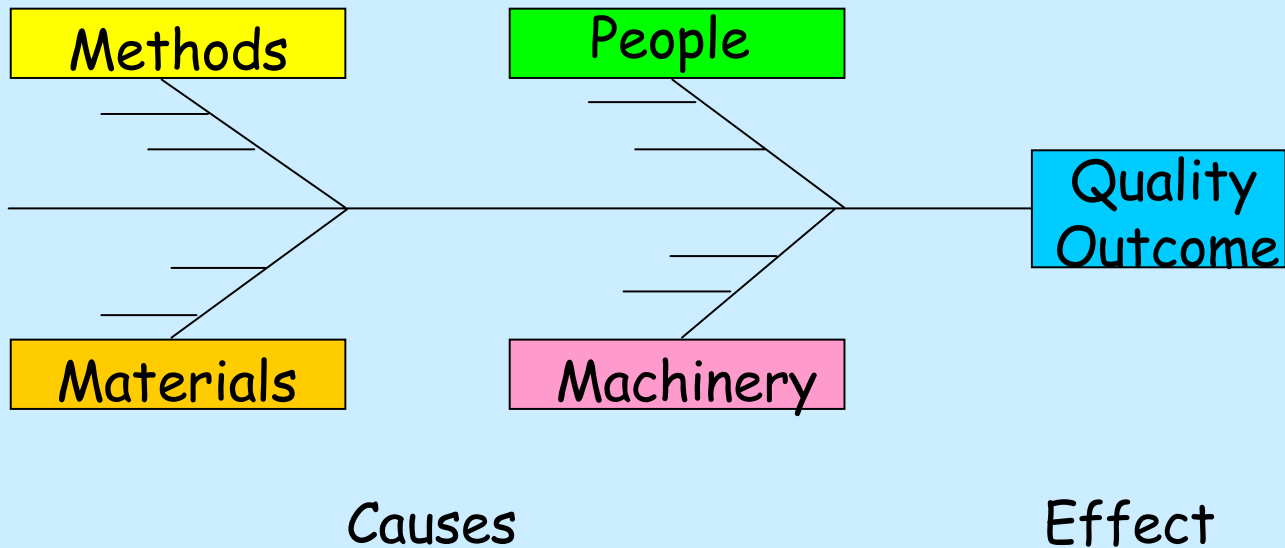 Methods
People
Quality
Outcome
Materials
Machinery
Causes
Effect